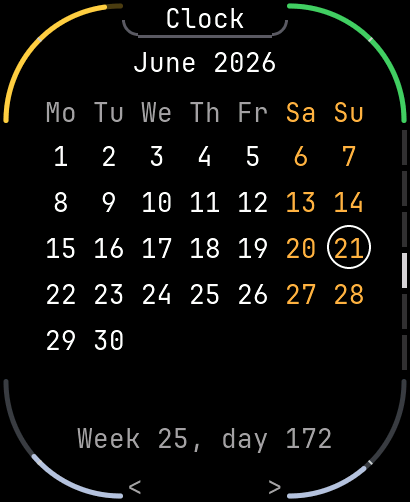 Clock
June 2026
Mo Tu We Th Fr Sa Su
1 2 3 4 5 6 7
8 9 10 11 12 13 14
15 16 17 18 19 20 21
22 23 24 25 26 27 28
29 30
Week 25, day 172
< >